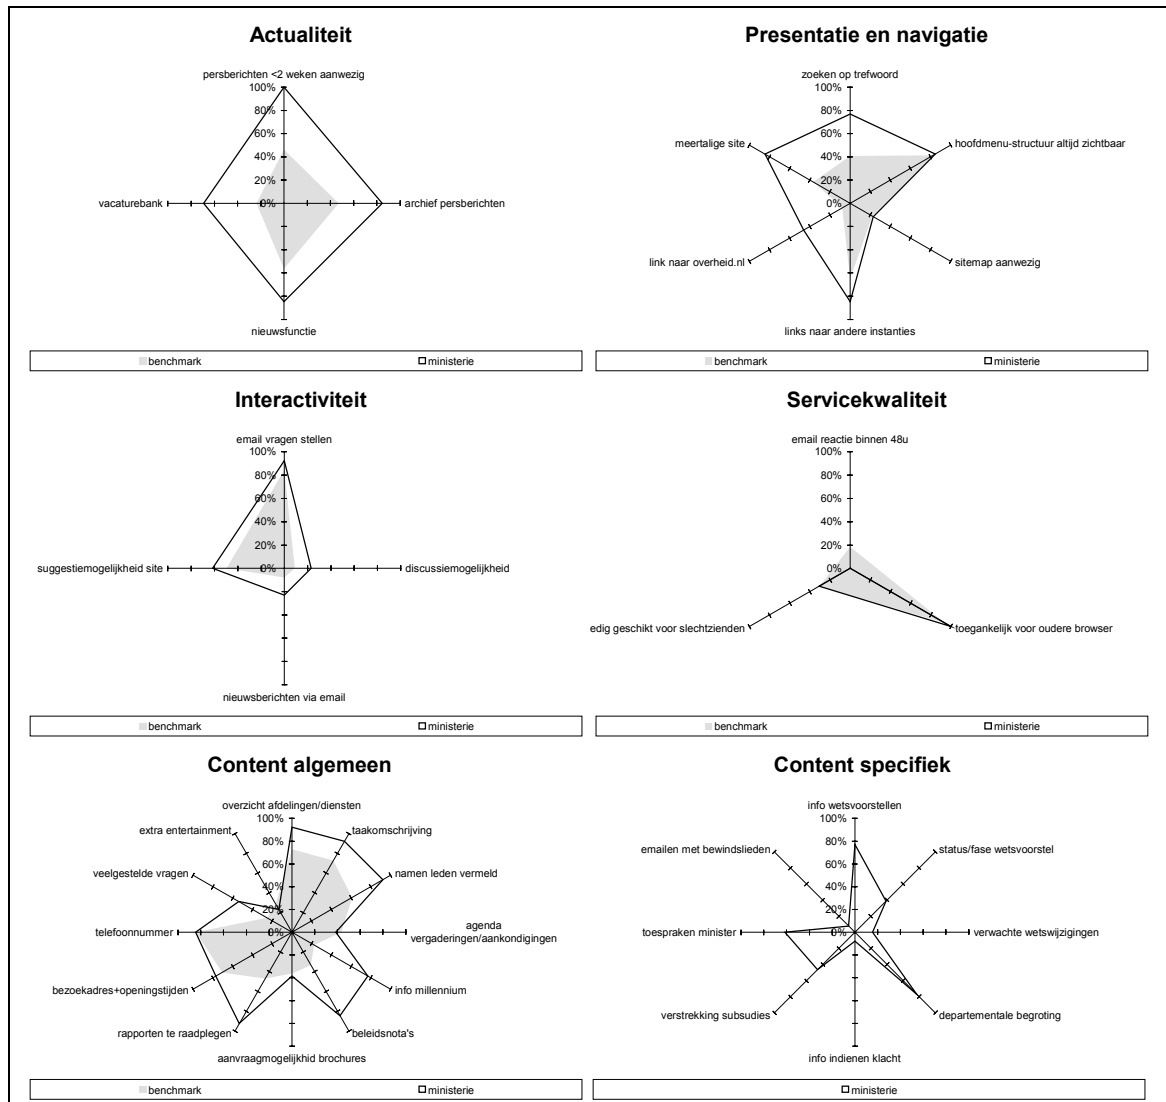 Actualiteit
persberichten <2 weken aanwezig
100%
80%
60%
40%
20%
0%
vacaturebank
archief persberichten
nieuwsfunctie
benchmark
ministerie
Presentatie en navigatie
zoeken op trefwoord
100%
80%
60%
40%
20%
0%
meertalige site
hoofdmenu-structuur altijd zichtbaar
link naar overheid.nl
sitemap aanwezig
links naar andere instanties
benchmark
ministerie
Interactiviteit
email vragen stellen
100%
80%
60%
40%
20%
0%
suggestiemogelijkheid site
discussiemogelijkheid
nieuwsberichten via email
benchmark
ministerie
Servicekwaliteit
email reactie binnen 48u
100%
80%
60%
40%
20%
0%
edig geschikt voor slechtzienden
toegankelijk voor oudere browser
benchmark
ministerie
Content algemeen
overzicht afdelingen/diensten
100%
80%
60%
40%
20%
0%
extra entertainment
taakomschrijving
veelgestelde vragen
namen leden vermeld
telefoonnummer
agenda
vergaderingen/aankondigingen
bezoekadres+openingstijden
info millennium
rapporten te raadplegen
beleidsnota's
aanvraagmogelijkhid brochures
benchmark
ministerie
Content specifiek
info wetsvoorstellen
100%
80%
60%
40%
20%
0%
emailen met bewindslieden
status/fase wetsvoorstel
toespraken minister
verwachte wetswijzigingen
verstrekking subsudies
departementale begroting
info indienen klacht
ministerie